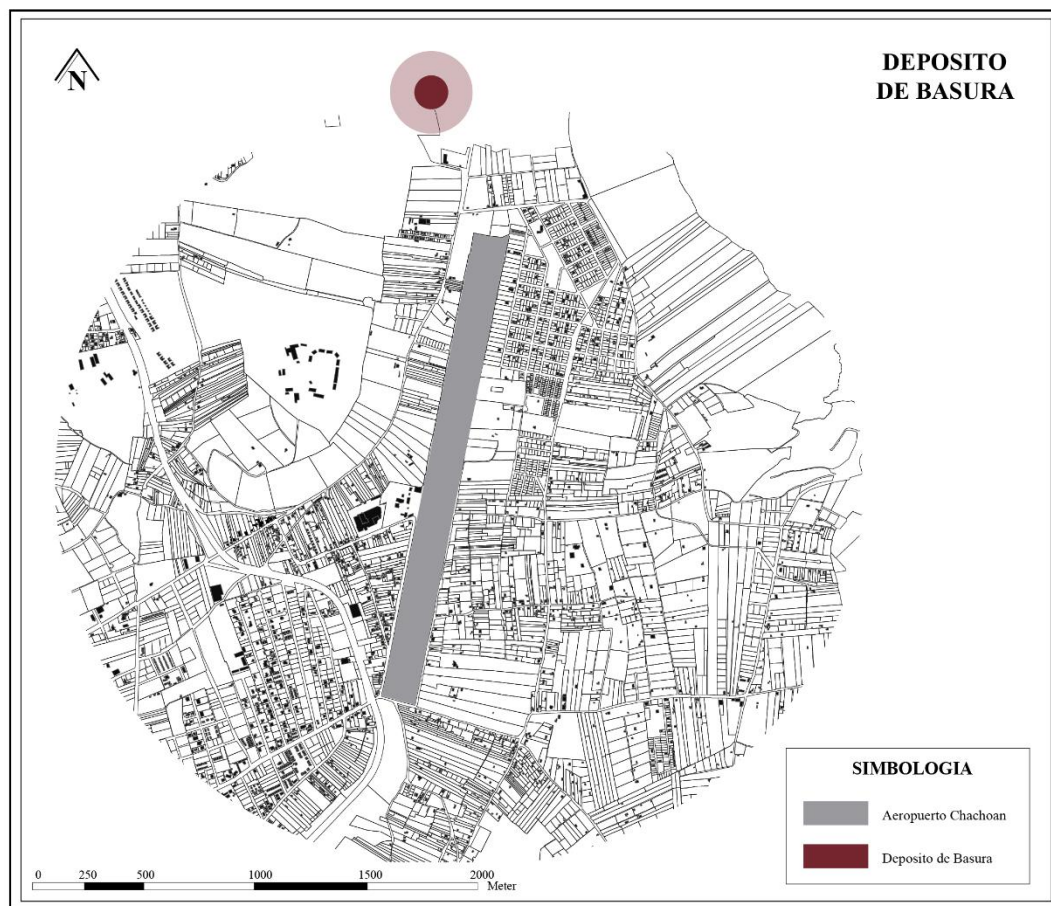 N
DEPOSITO
DE BASURA
SIMBOLOGIA
Aeropuerto Chachoan
Deposito de Basura
0 250 500 1000 1500 2000
Meter